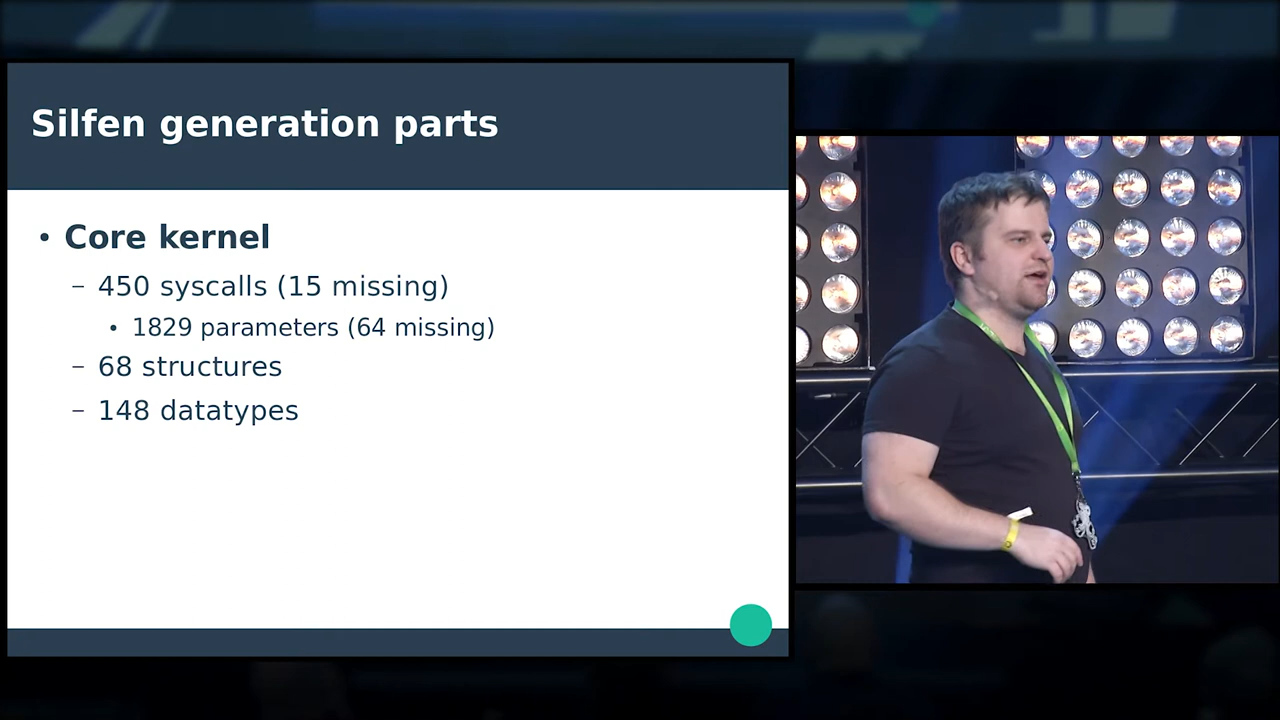 Silfen generation parts
• Core kernel
– 450 syscalls (15 missing)
• 1829 parameters (64 missing)
– 68 structures
– 148 datatypes